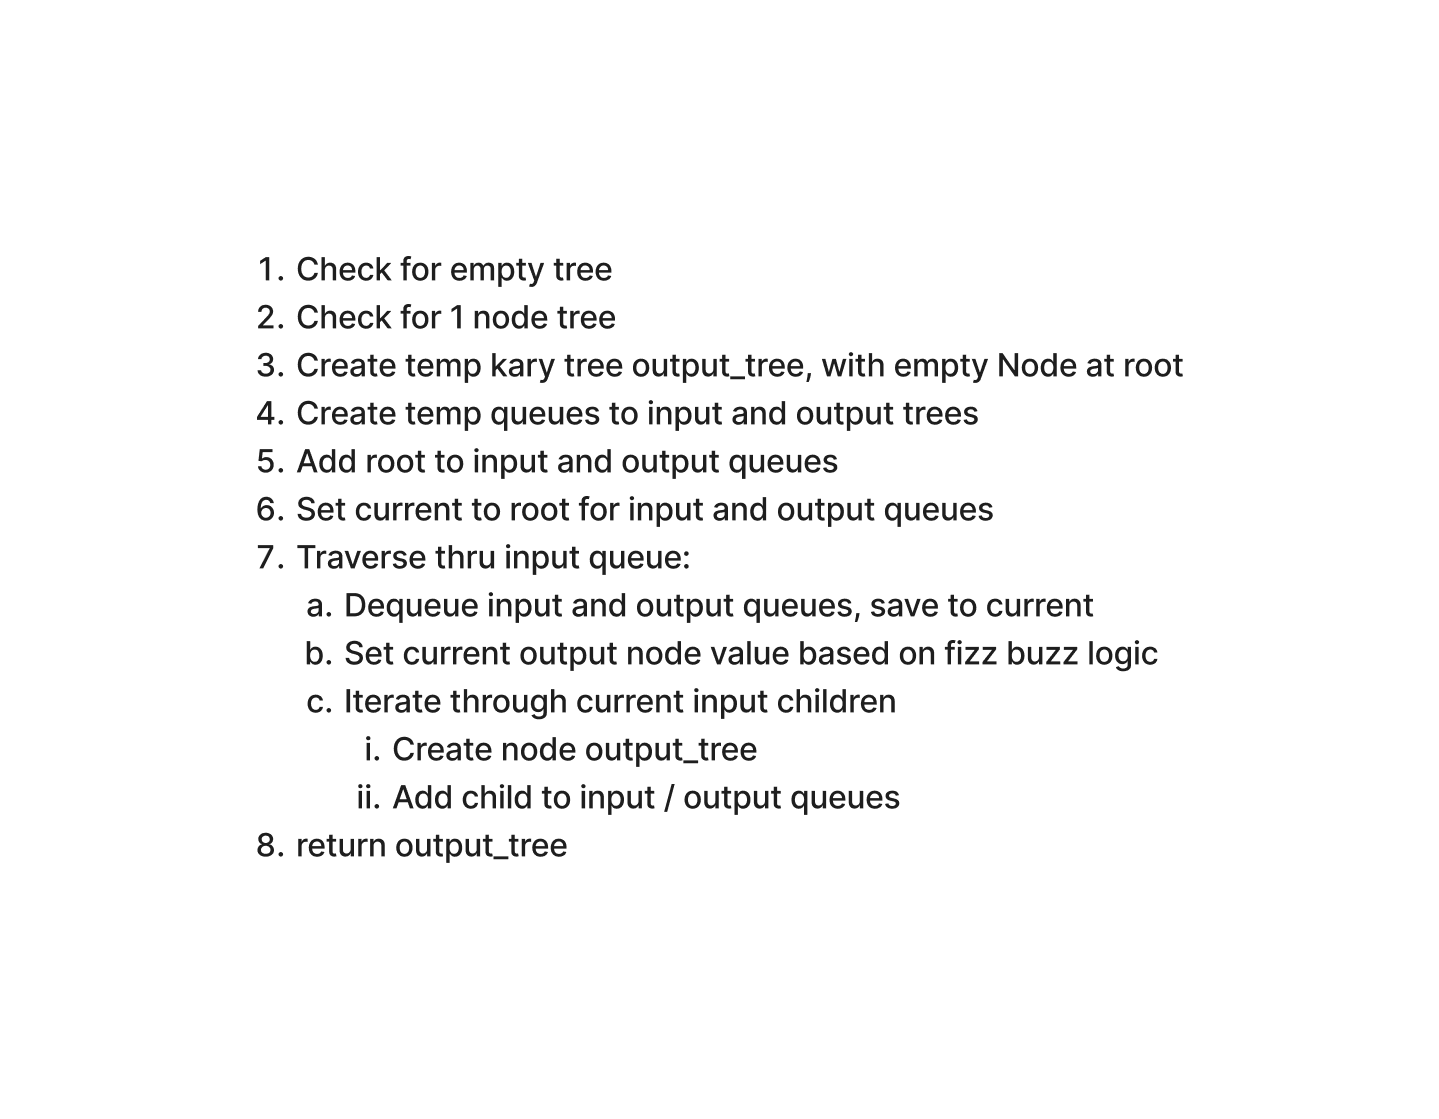 1. Check for empty tree
2. Check for 1 node tree
3. Create temp kary tree output_tree, with empty Node at root
4. Create temp queues to input and output trees
5. Add root to input and output queues
6. Set current to root for input and output queues
7. Traverse thru input queue:
a. Dequeue input and output queues, save to current
b. Set current output node value based on fizz buzz logic
c. Iterate through current input children
i. Create node output_tree
ii. Add child to input / output queues
8. return output_tree